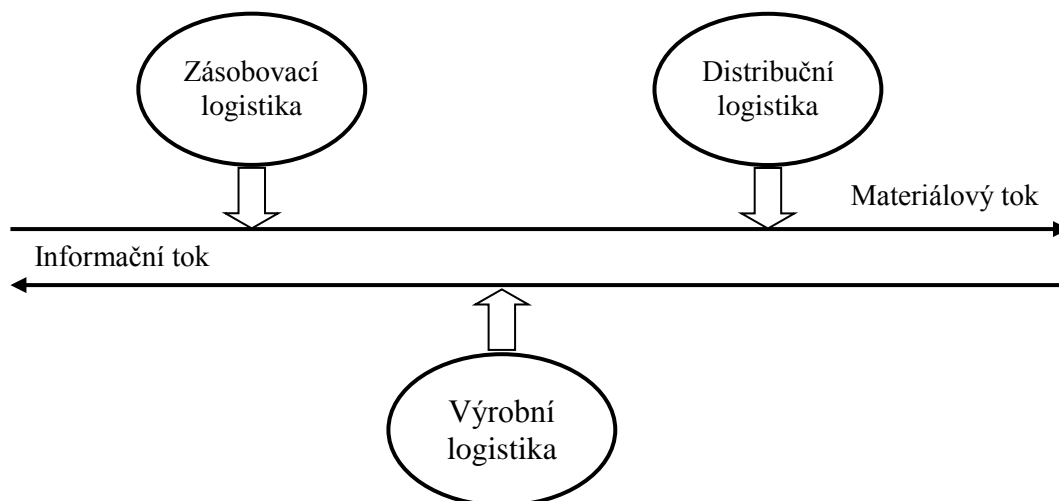 Zásobovací
logistika
Distribuční
logistika
Materiálový tok
Informační tok
Výrobní
logistika